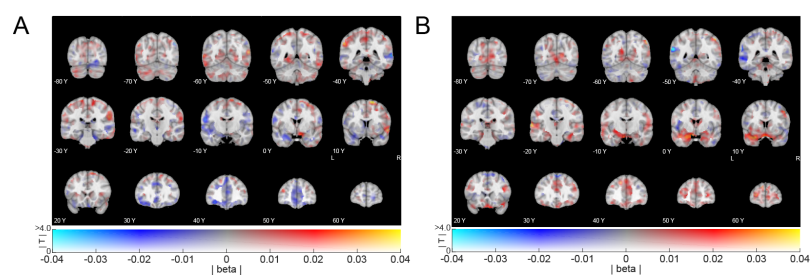 A
B
-80 Y -70 Y -60 Y -50 Y -40 Y
-30 Y -20 Y -10 Y 0 Y L 10 Y R
20 Y 30 Y 40 Y 50 Y 60 Y
>4.0
| T |
0
-0.04 -0.03 -0.02 -0.01 0 0.01 0.02 0.03 0.04
| beta |
-80 Y -70 Y -60 Y -50 Y -40 Y
-30 Y -20 Y -10 Y 0 Y L 10 Y R
20 Y 30 Y 40 Y 50 Y 60 Y
>4.0
| T |
0
-0.04 -0.03 -0.02 -0.01 0 0.01 0.02 0.03 0.04
| beta |